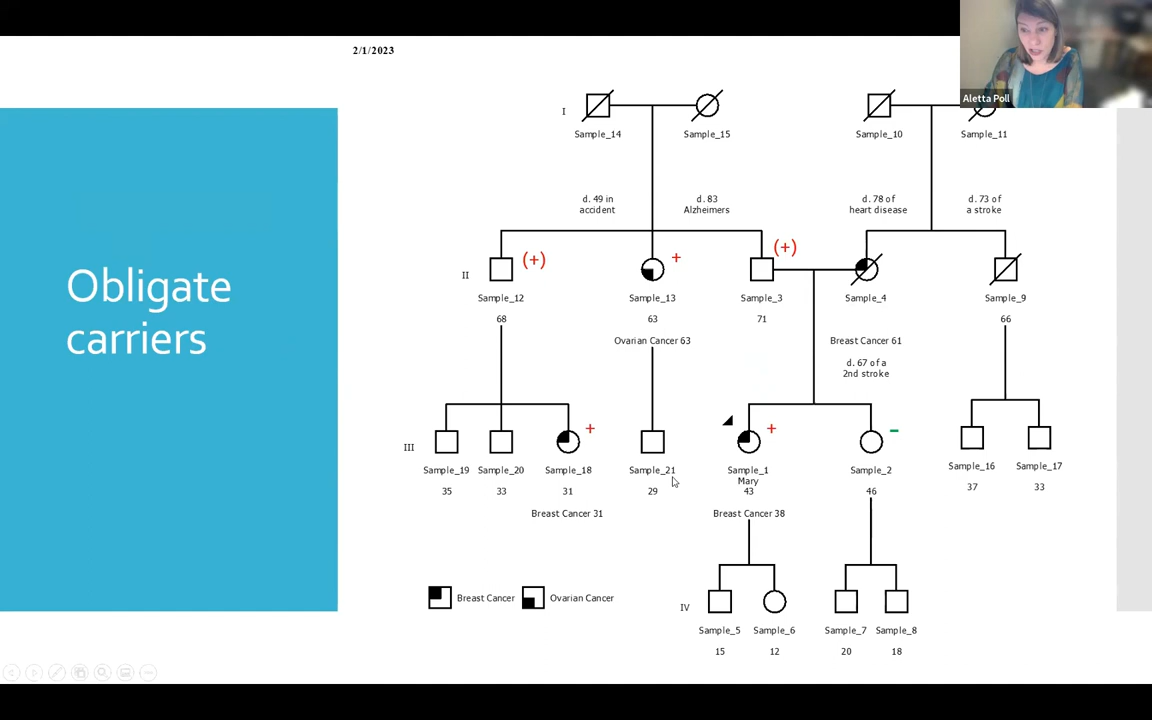 2/1/2023
Aletta Poll
Obligate
carriers
I
Sample_14
Sample_15
Sample_10
Sample_11
d. 49 in
accident
d. 83
Alzheimers
d. 78 of
heart disease
d. 73 of
a stroke
II
(+)
+
(+)
Sample_12
Sample_13
Sample_3
Sample_4
Sample_9
68
63
71
66
Ovarian Cancer 63
Breast Cancer 61
d. 67 of a
2nd stroke
III
+
+
−
Sample_19
Sample_20
Sample_18
Sample_21
Sample_1
Mary
Sample_2
Sample_16
Sample_17
35
33
31
29
43
46
37
33
Breast Cancer 31
Breast Cancer 38
Breast Cancer
Ovarian Cancer
IV
Sample_5
Sample_6
Sample_7
Sample_8
15
12
20
18